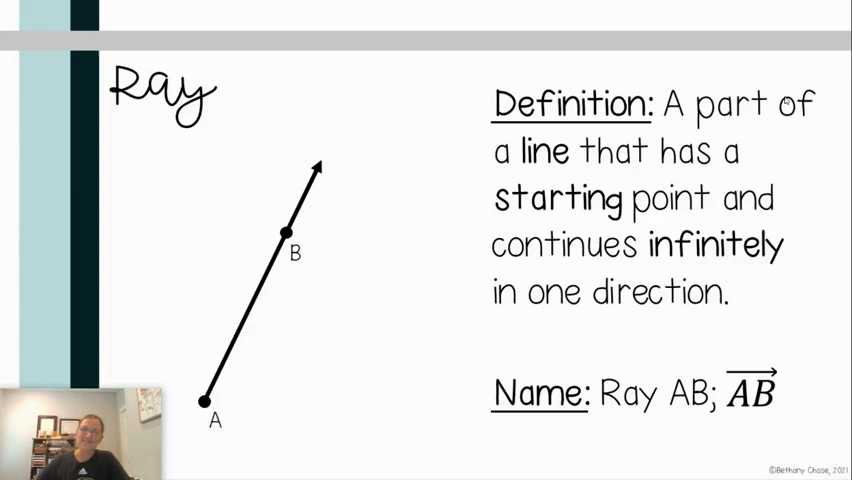 Ray
Definition: A part of
a line that has a
starting point and
continues infinitely
in one direction.
B
A
Name: Ray AB; AB
©Bethany Chase, 2021